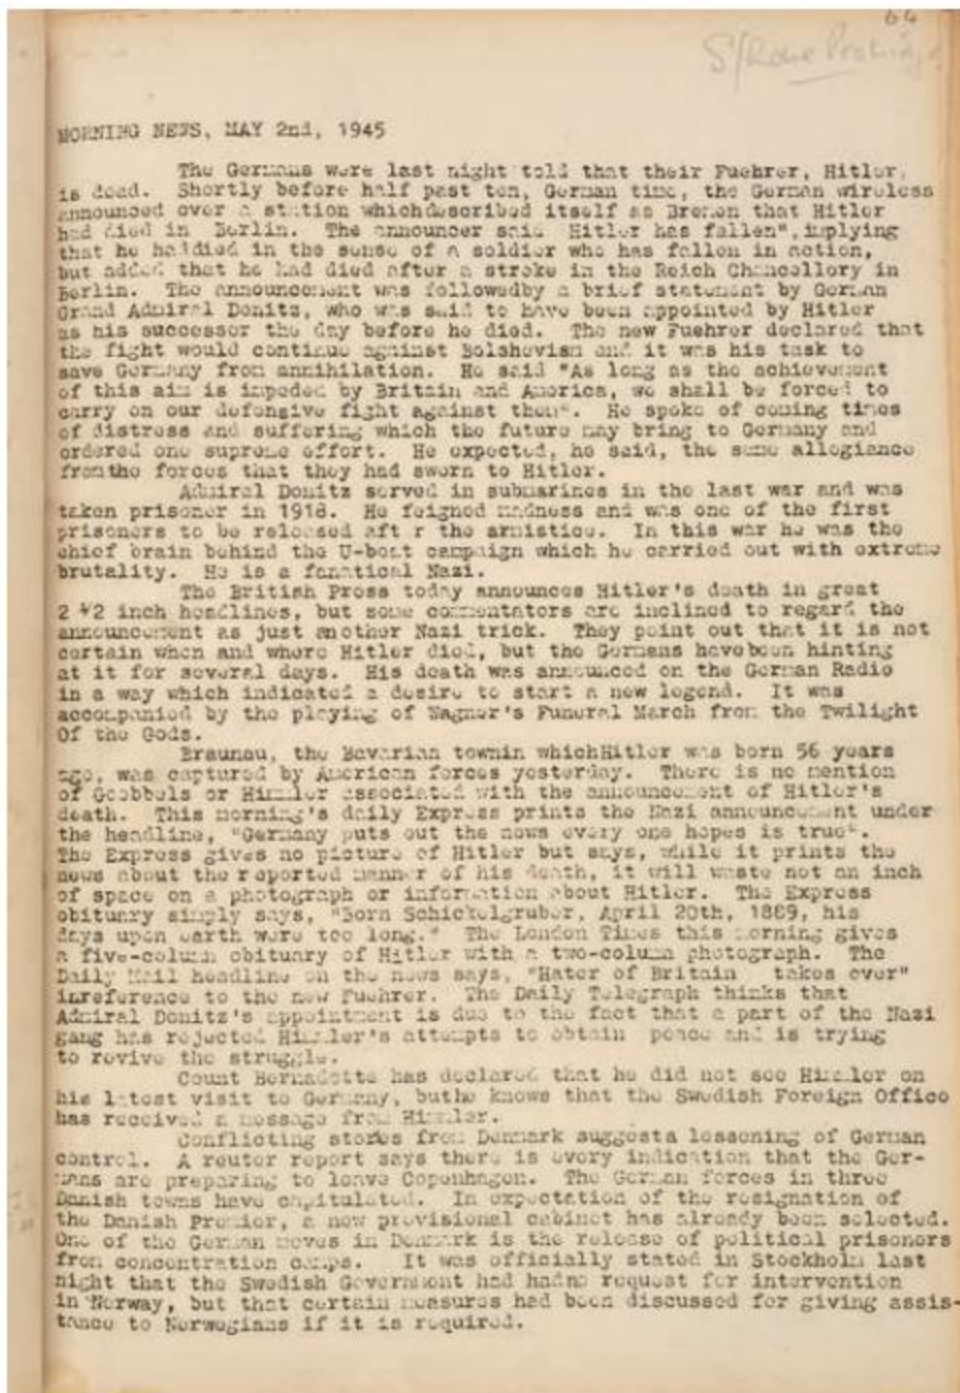 64
MORNING NEWS, MAY 2nd, 1945
The Germans were last night told that their Fuehrer, Hitler,
is dead. Shortly before half past ten, German time, the German wireless
announced over a station whichdescribed itself as Bremen that Hitler
had died in Berlin. The announcer said Hitler has fallen", implying
that he haddied in the sense of a soldier who has fallen in action,
but added that he had died after a stroke in the Reich Chancellory in
Berlin. The announcement was followedby a brief statement by German
Grand Admiral Donitz, who was said to have been appointed by Hitler
as his successor the day before he died. The new Fuehrer declared that
the fight would continue against Bolshevism and it was his task to
save Germany from annihilation. He said "As long as the achievement
of this aim is impeded by Britain and America, we shall be forced to
carry on our defensive fight against them". He spoke of coming times
of distress and suffering which the future may bring to Germany and
ordered one supreme effort. He expected, he said, the same allegiance
fromthe forces that they had sworn to Hitler.
Admiral Donitz served in submarines in the last war and was
taken prisoner in 1918. He feigned madness and was one of the first
prisoners to be released aft r the armistice. In this war he was the
chief brain behind the U-boat campaign which he carried out with extreme
brutality. He is a fanatical Nazi.
The British Press today announces Hitler's death in great
2 inch headlines, but some commentators are inclined to regard the
announcement as just another Nazi trick. They point out that it is not
certain when and where Hitler died, but the Germans havebeen hinting
at it for several days. His death was announced on the German Radio
in a way which indicated a desire to start a new legend. It was
accompanied by the playing of Wagner's Funeral March from the Twilight
Of the Gods.
Braunau, the Bavarian townin whichHitler was born 56 years
ago, was captured by American forces yesterday. There is no mention
of Goebbels or Himmler associated with the announcement of Hitler's
death. This morning's daily Express prints the Nazi announcement under
the headline, "Germany puts out the news every one hopes is true".
The Express gives no picture of Hitler but says, while it prints the
news about the reported manner of his death, it will waste not an inch
of space on a photograph or information about Hitler. The Express
obituary simply says, "Born Schickelgruber, April 20th, 1889, his
days upon earth were too long." The London Times this morning gives
a five-column obituary of Hitler with a two-column photograph. The
Daily Mail headline on the news says, "Hater of Britain takes over"
inreference to the new Fuehrer. The Daily Telegraph thinks that
Admiral Donitz's appointment is due to the fact that a part of the Nazi
gang has rejected Himmler's attempts to obtain peace and is trying
to revive the struggle.
Count Bernadotte has declared that he did not see Himmler on
his latest visit to Germany, buthe knows that the Swedish Foreign Office
has received a message from Himmler.
Conflicting stories from Denmark suggesta lessening of German
control. A reuter report says there is every indication that the Ger-
mans are preparing to leave Copenhagen. The German forces in three
Danish towns have capitulated. In expectation of the resignation of
the Danish Premier, a new provisional cabinet has already been selected.
One of the German moves in Denmark is the release of political prisoners
from concentration camps. It was officially stated in Stockholm last
night that the Swedish Government had hadno request for intervention
in Norway, but that certain measures had been discussed for giving assis-
tance to Norwegians if it is required.